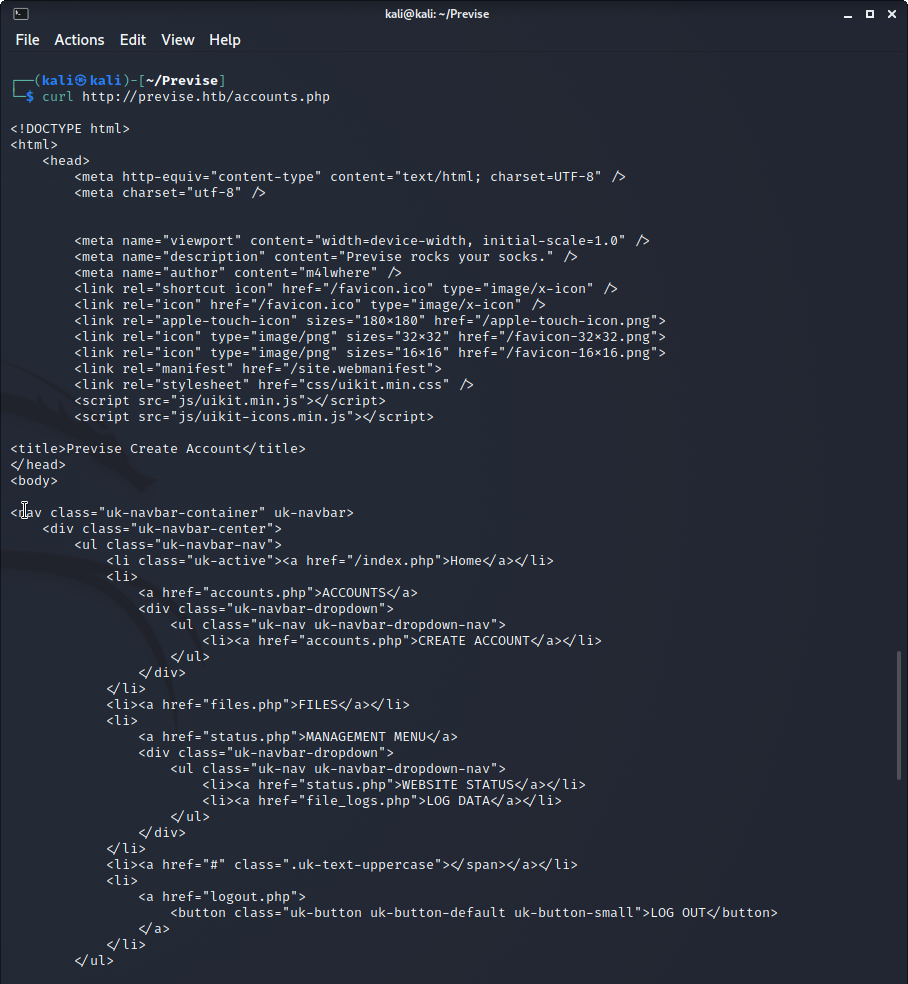 kali@kali: ~/Previse
File Actions Edit View Help
┌──(kali㉿kali)-[~/Previse]
└─$ curl http://previse.htb/accounts.php
<!DOCTYPE html>
<html>
    <head>
        <meta http-equiv="content-type" content="text/html; charset=UTF-8" />
        <meta charset="utf-8" />
        <meta name="viewport" content="width=device-width, initial-scale=1.0" />
        <meta name="description" content="Previse rocks your socks." />
        <meta name="author" content="m4lwhere" />
        <link rel="shortcut icon" href="/favicon.ico" type="image/x-icon" />
        <link rel="icon" href="/favicon.ico" type="image/x-icon" />
        <link rel="apple-touch-icon" sizes="180×180" href="/apple-touch-icon.png">
        <link rel="icon" type="image/png" sizes="32×32" href="/favicon-32×32.png">
        <link rel="icon" type="image/png" sizes="16×16" href="/favicon-16×16.png">
        <link rel="manifest" href="/site.webmanifest">
        <link rel="stylesheet" href="css/uikit.min.css" />
        <script src="js/uikit.min.js"></script>
        <script src="js/uikit-icons.min.js"></script>
<title>Previse Create Account</title>
</head>
<body>
<nav class="uk-navbar-container" uk-navbar>
    <div class="uk-navbar-center">
        <ul class="uk-navbar-nav">
            <li class="uk-active"><a href="/index.php">Home</a></li>
            <li>
                <a href="accounts.php">ACCOUNTS</a>
                <div class="uk-navbar-dropdown">
                    <ul class="uk-nav uk-navbar-dropdown-nav">
                        <li><a href="accounts.php">CREATE ACCOUNT</a></li>
                    </ul>
                </div>
            </li>
            <li><a href="files.php">FILES</a></li>
            <li>
                <a href="status.php">MANAGEMENT MENU</a>
                <div class="uk-navbar-dropdown">
                    <ul class="uk-nav uk-navbar-dropdown-nav">
                        <li><a href="status.php">WEBSITE STATUS</a></li>
                        <li><a href="file_logs.php">LOG DATA</a></li>
                    </ul>
                </div>
            </li>
            <li><a href="#" class=".uk-text-uppercase"></span></a></li>
            <li>
                <a href="logout.php">
                    <button class="uk-button uk-button-default uk-button-small">LOG OUT</button>
                </a>
            </li>
        </ul>